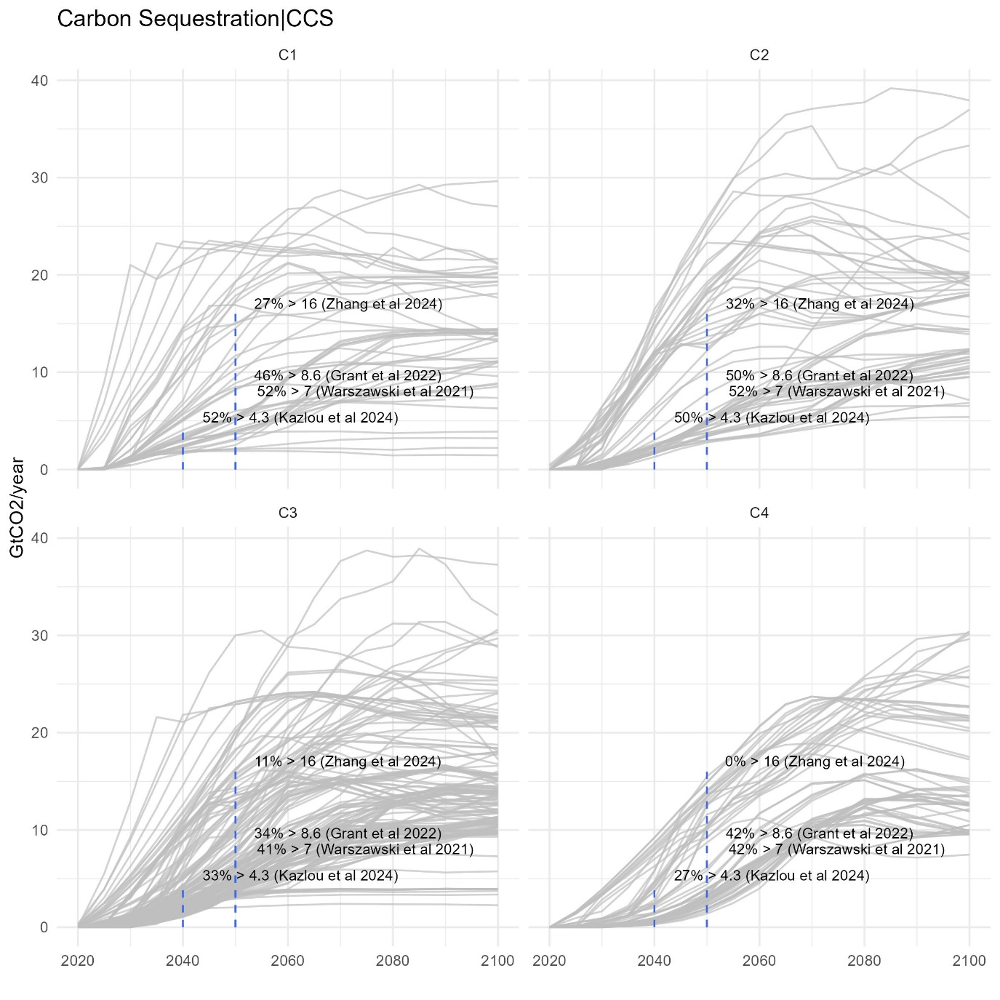 Carbon Sequestration|CCS
C1
C2
40
30
20
10
0
27% > 16 (Zhang et al 2024)
46% > 8.6 (Grant et al 2022)
52% > 7 (Warszawski et al 2021)
52% > 4.3 (Kazlou et al 2024)
32% > 16 (Zhang et al 2024)
50% > 8.6 (Grant et al 2022)
52% > 7 (Warszawski et al 2021)
50% > 4.3 (Kazlou et al 2024)
GtCO2/year
C3
C4
40
30
20
10
0
11% > 16 (Zhang et al 2024)
34% > 8.6 (Grant et al 2022)
41% > 7 (Warszawski et al 2021)
33% > 4.3 (Kazlou et al 2024)
0% > 16 (Zhang et al 2024)
42% > 8.6 (Grant et al 2022)
42% > 7 (Warszawski et al 2021)
27% > 4.3 (Kazlou et al 2024)
2020 2040 2060 2080 2100
2020 2040 2060 2080 2100